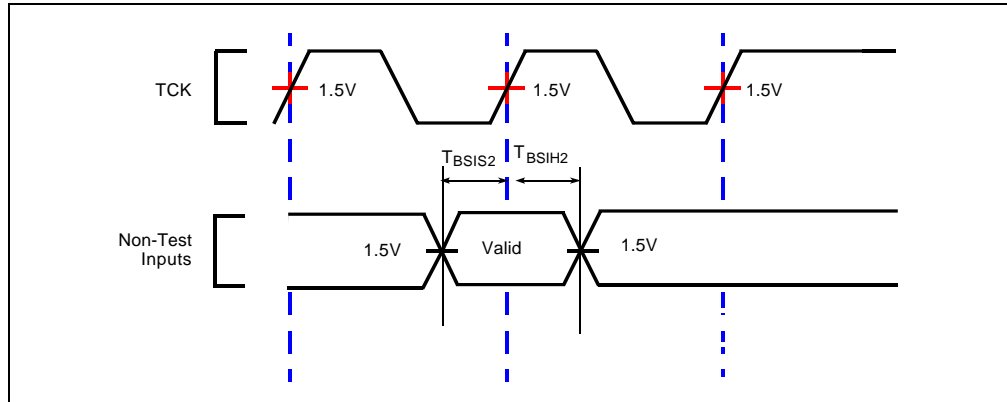 TCK
1.5V
1.5V
1.5V
TBSIS2
TBSIH2
Non-Test
Inputs
1.5V
Valid
1.5V